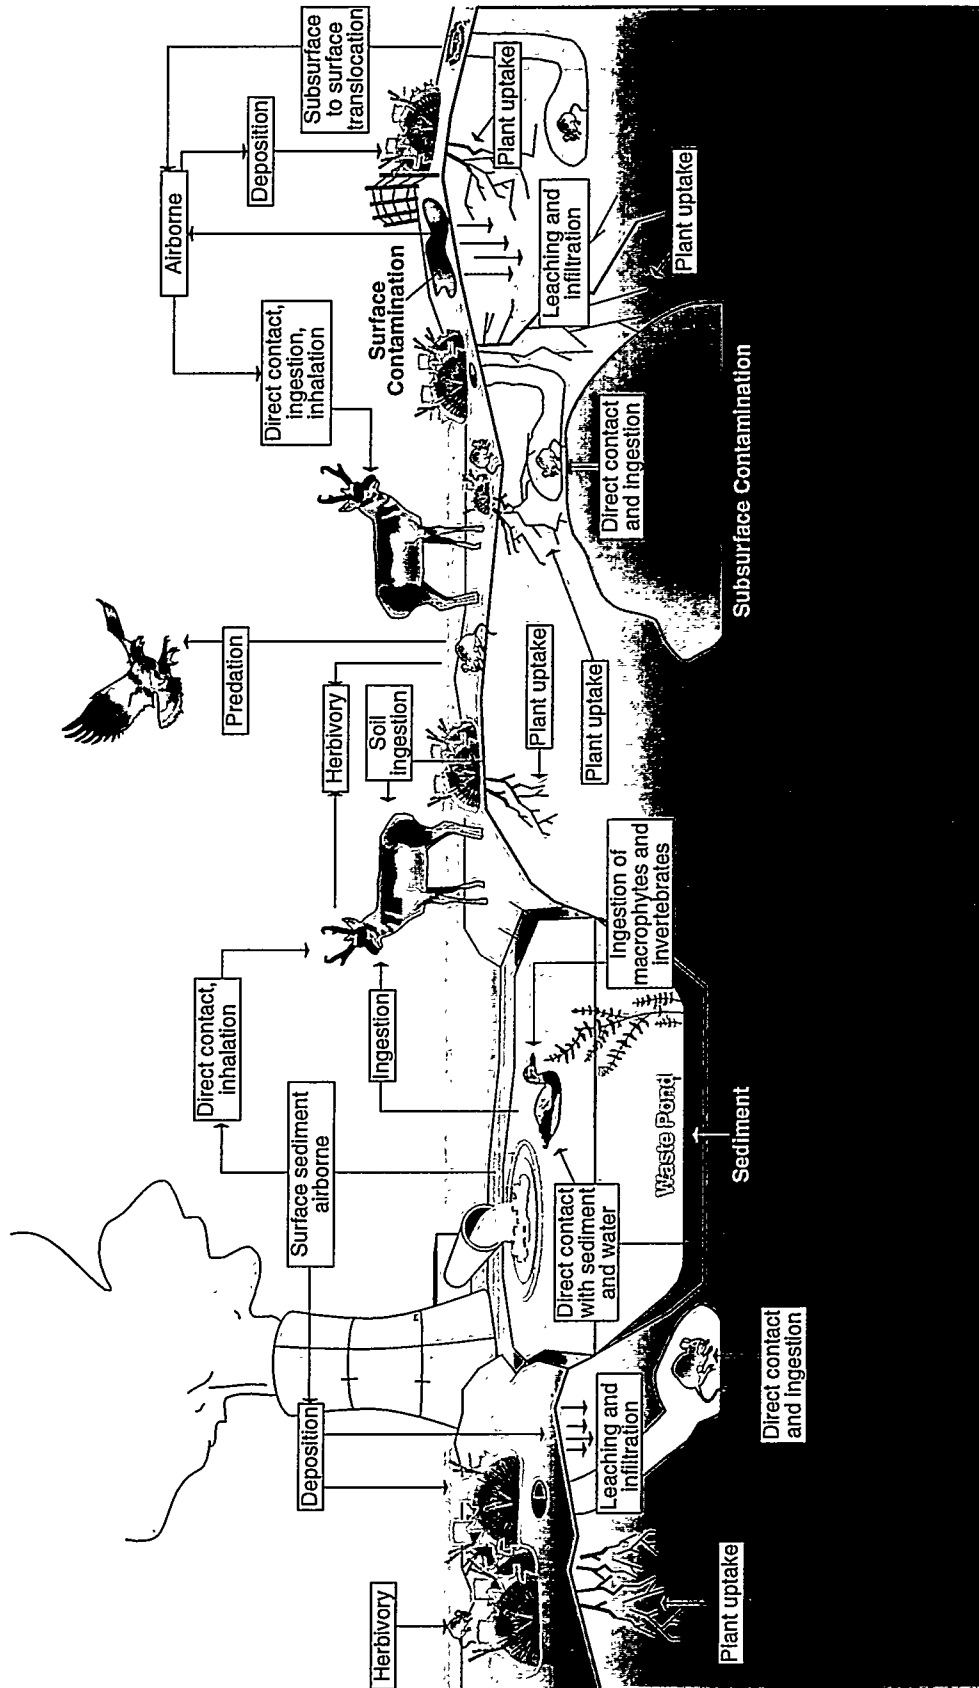 Herbivory
Deposition
Surface sediment
airborne
Direct contact,
inhalation
Ingestion
Herbivory
Soil
ingestion
Predation
Direct contact,
ingestion,
inhalation
Airborne
Deposition
Subsurface
to surface
translocation
Surface
Contamination
Plant uptake
Leaching and
infiltration
Plant uptake
Direct contact
and ingestion
Subsurface Contamination
Plant uptake
Plant uptake
Ingestion of
macrophytes and
invertebrates
Waste Pond
Sediment
Direct contact
with sediment
and water
Direct contact
and ingestion
Leaching and
infiltration
Plant uptake